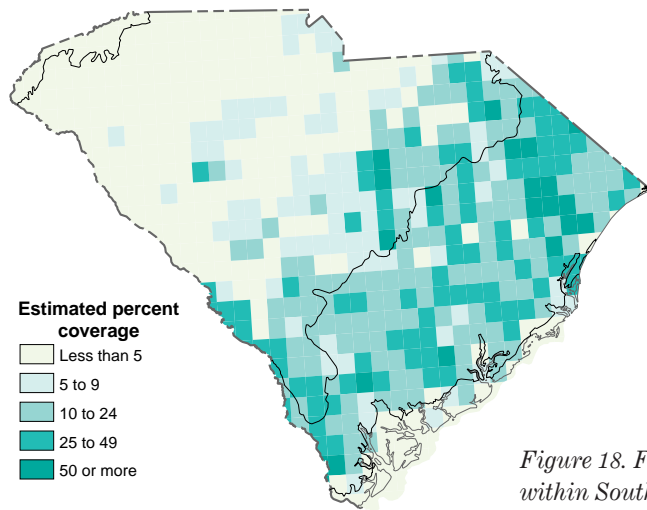 Estimated percent
coverage
Less than 5
5 to 9
10 to 24
25 to 49
50 or more
Figure 18. F
within South